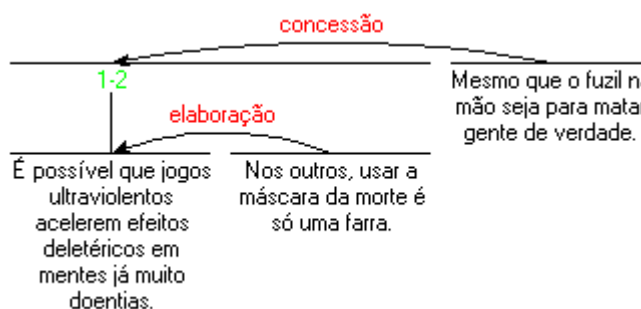 concessão
1-2
Mesmo que o fuzil na
mão seja para matar
gente de verdade.
elaboração
É possível que jogos
ultraviolentos
acelerem efeitos
deletéricos em
mentes já muito
doentias.
Nos outros, usar a
máscara da morte é
só uma farra.